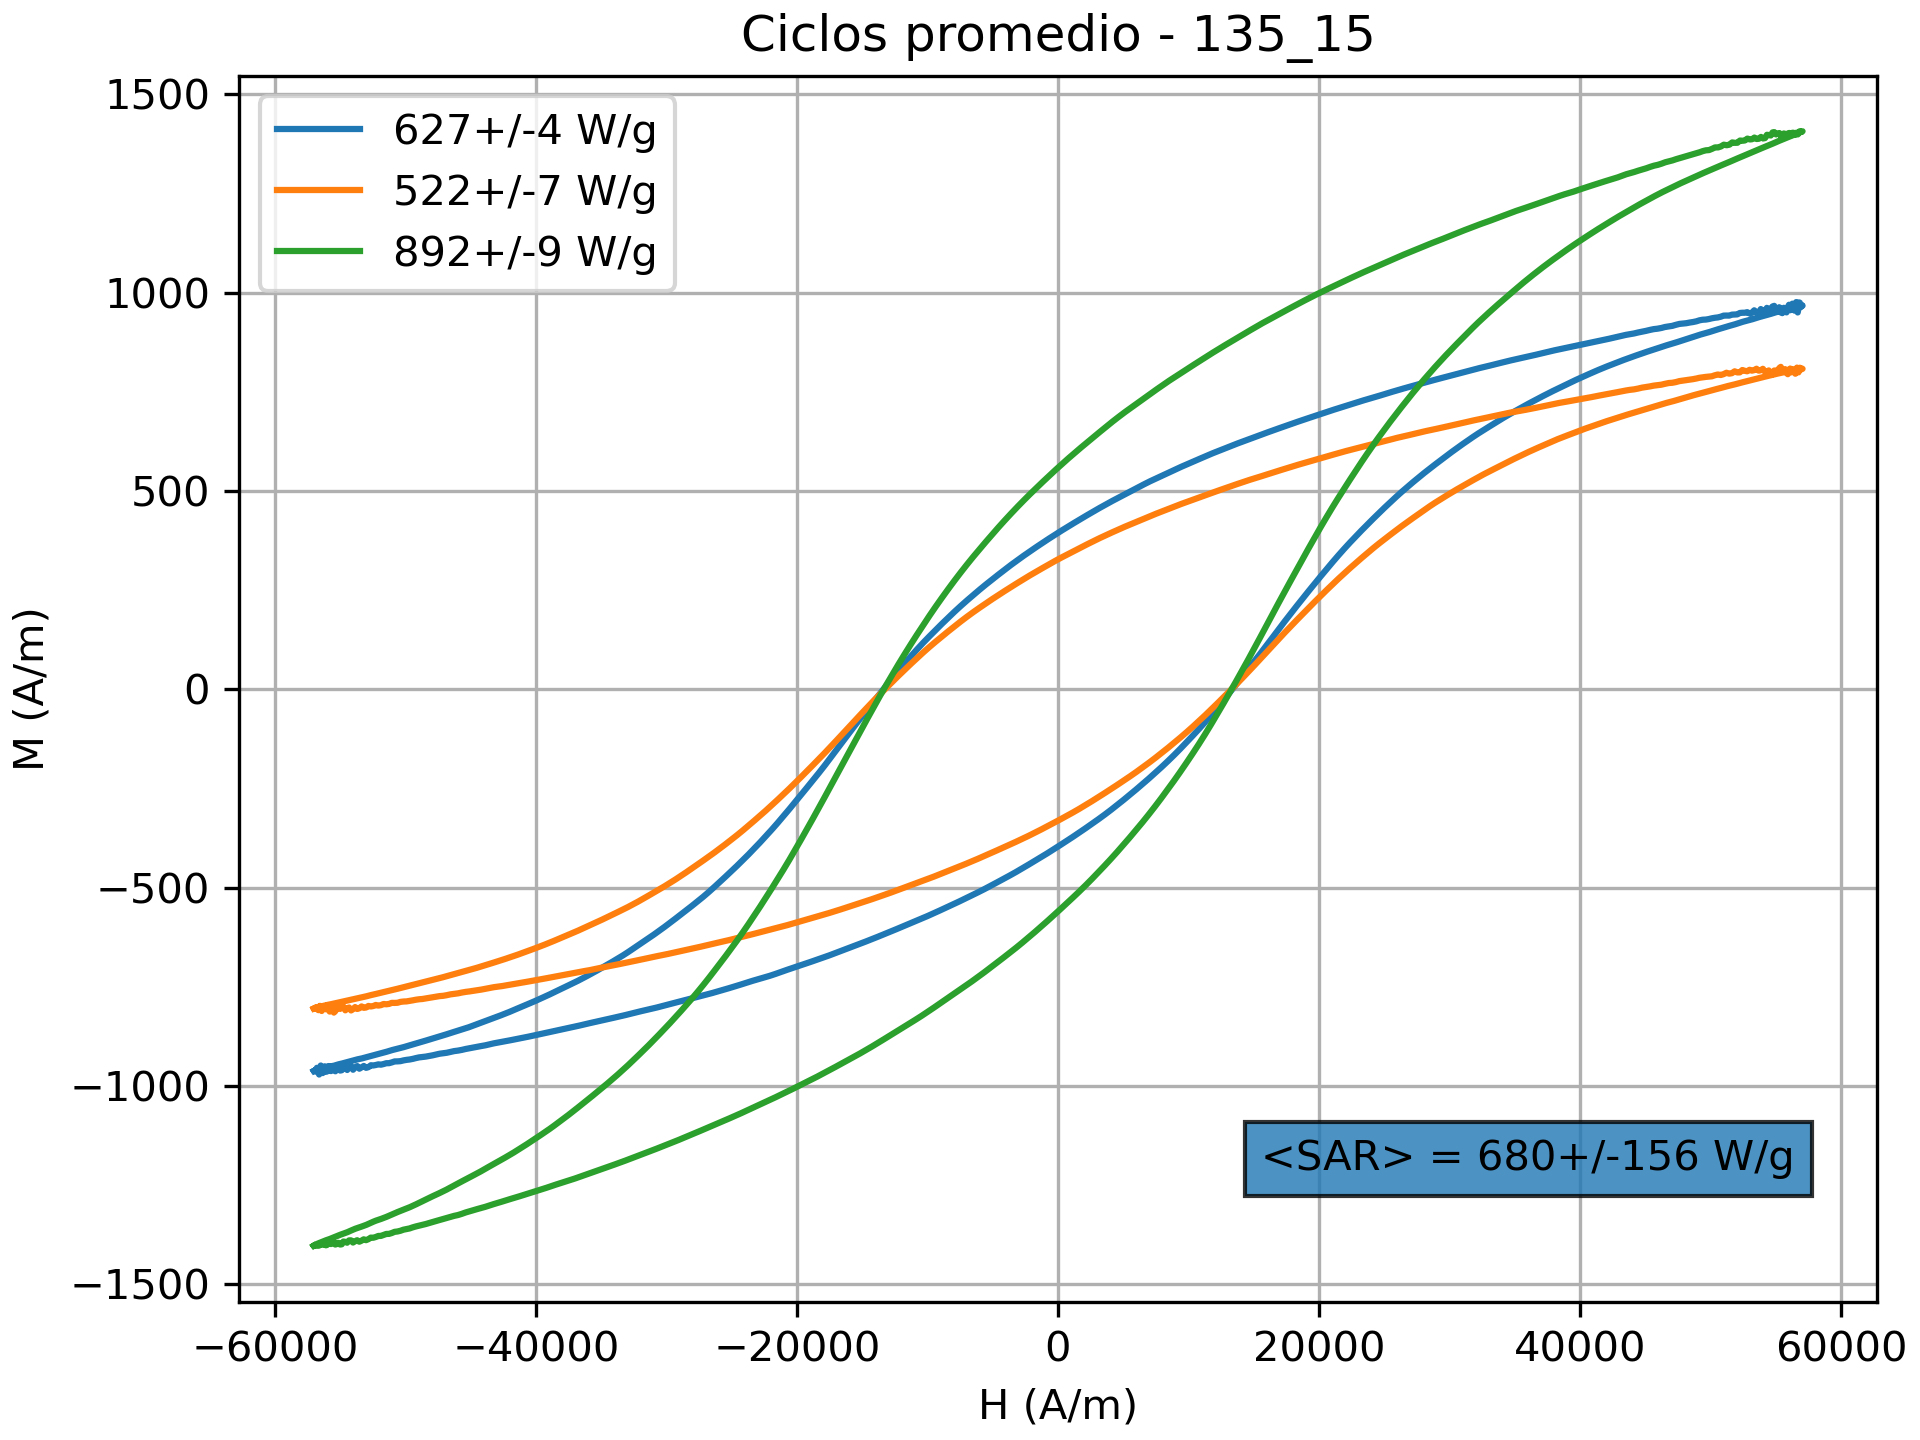 Ciclos promedio - 135_15
1500
1000
500
0
−500
−1000
−1500
M (A/m)
627+/-4 W/g
522+/-7 W/g
892+/-9 W/g
<SAR> = 680+/-156 W/g
−60000 −40000 −20000 0 20000 40000 60000
H (A/m)